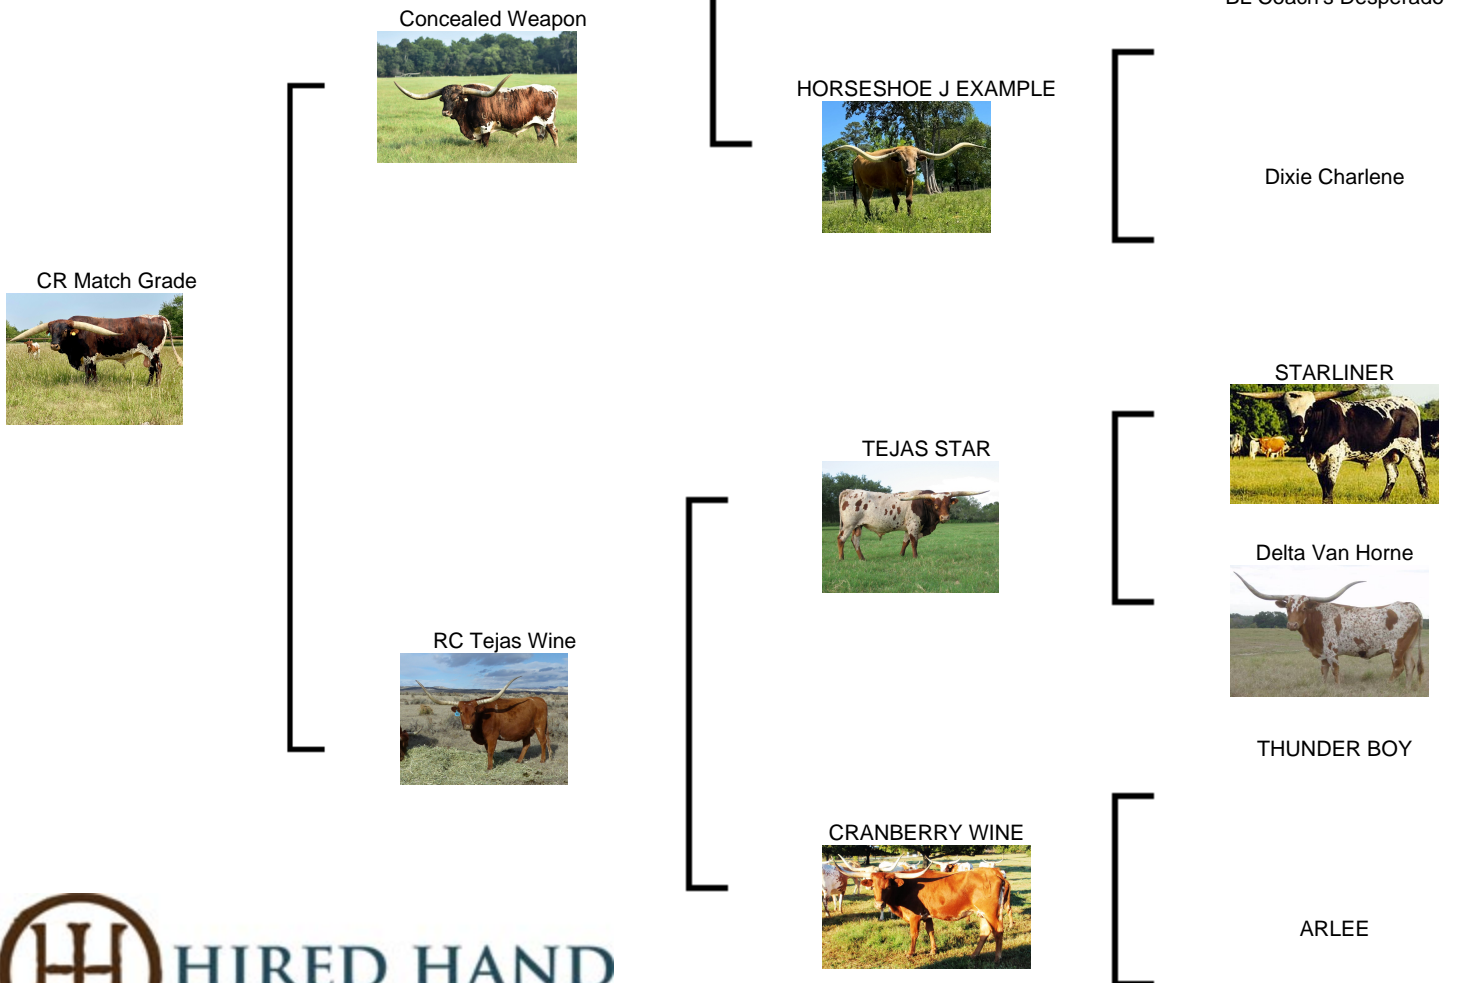 Concealed Weapon
HORSESHOE J EXAMPLE
Dixie Charlene
CR Match Grade
STARLINER
TEJAS STAR
Delta Van Horne
RC Tejas Wine
THUNDER BOY
CRANBERRY WINE
ARLEE
HIRED HAND